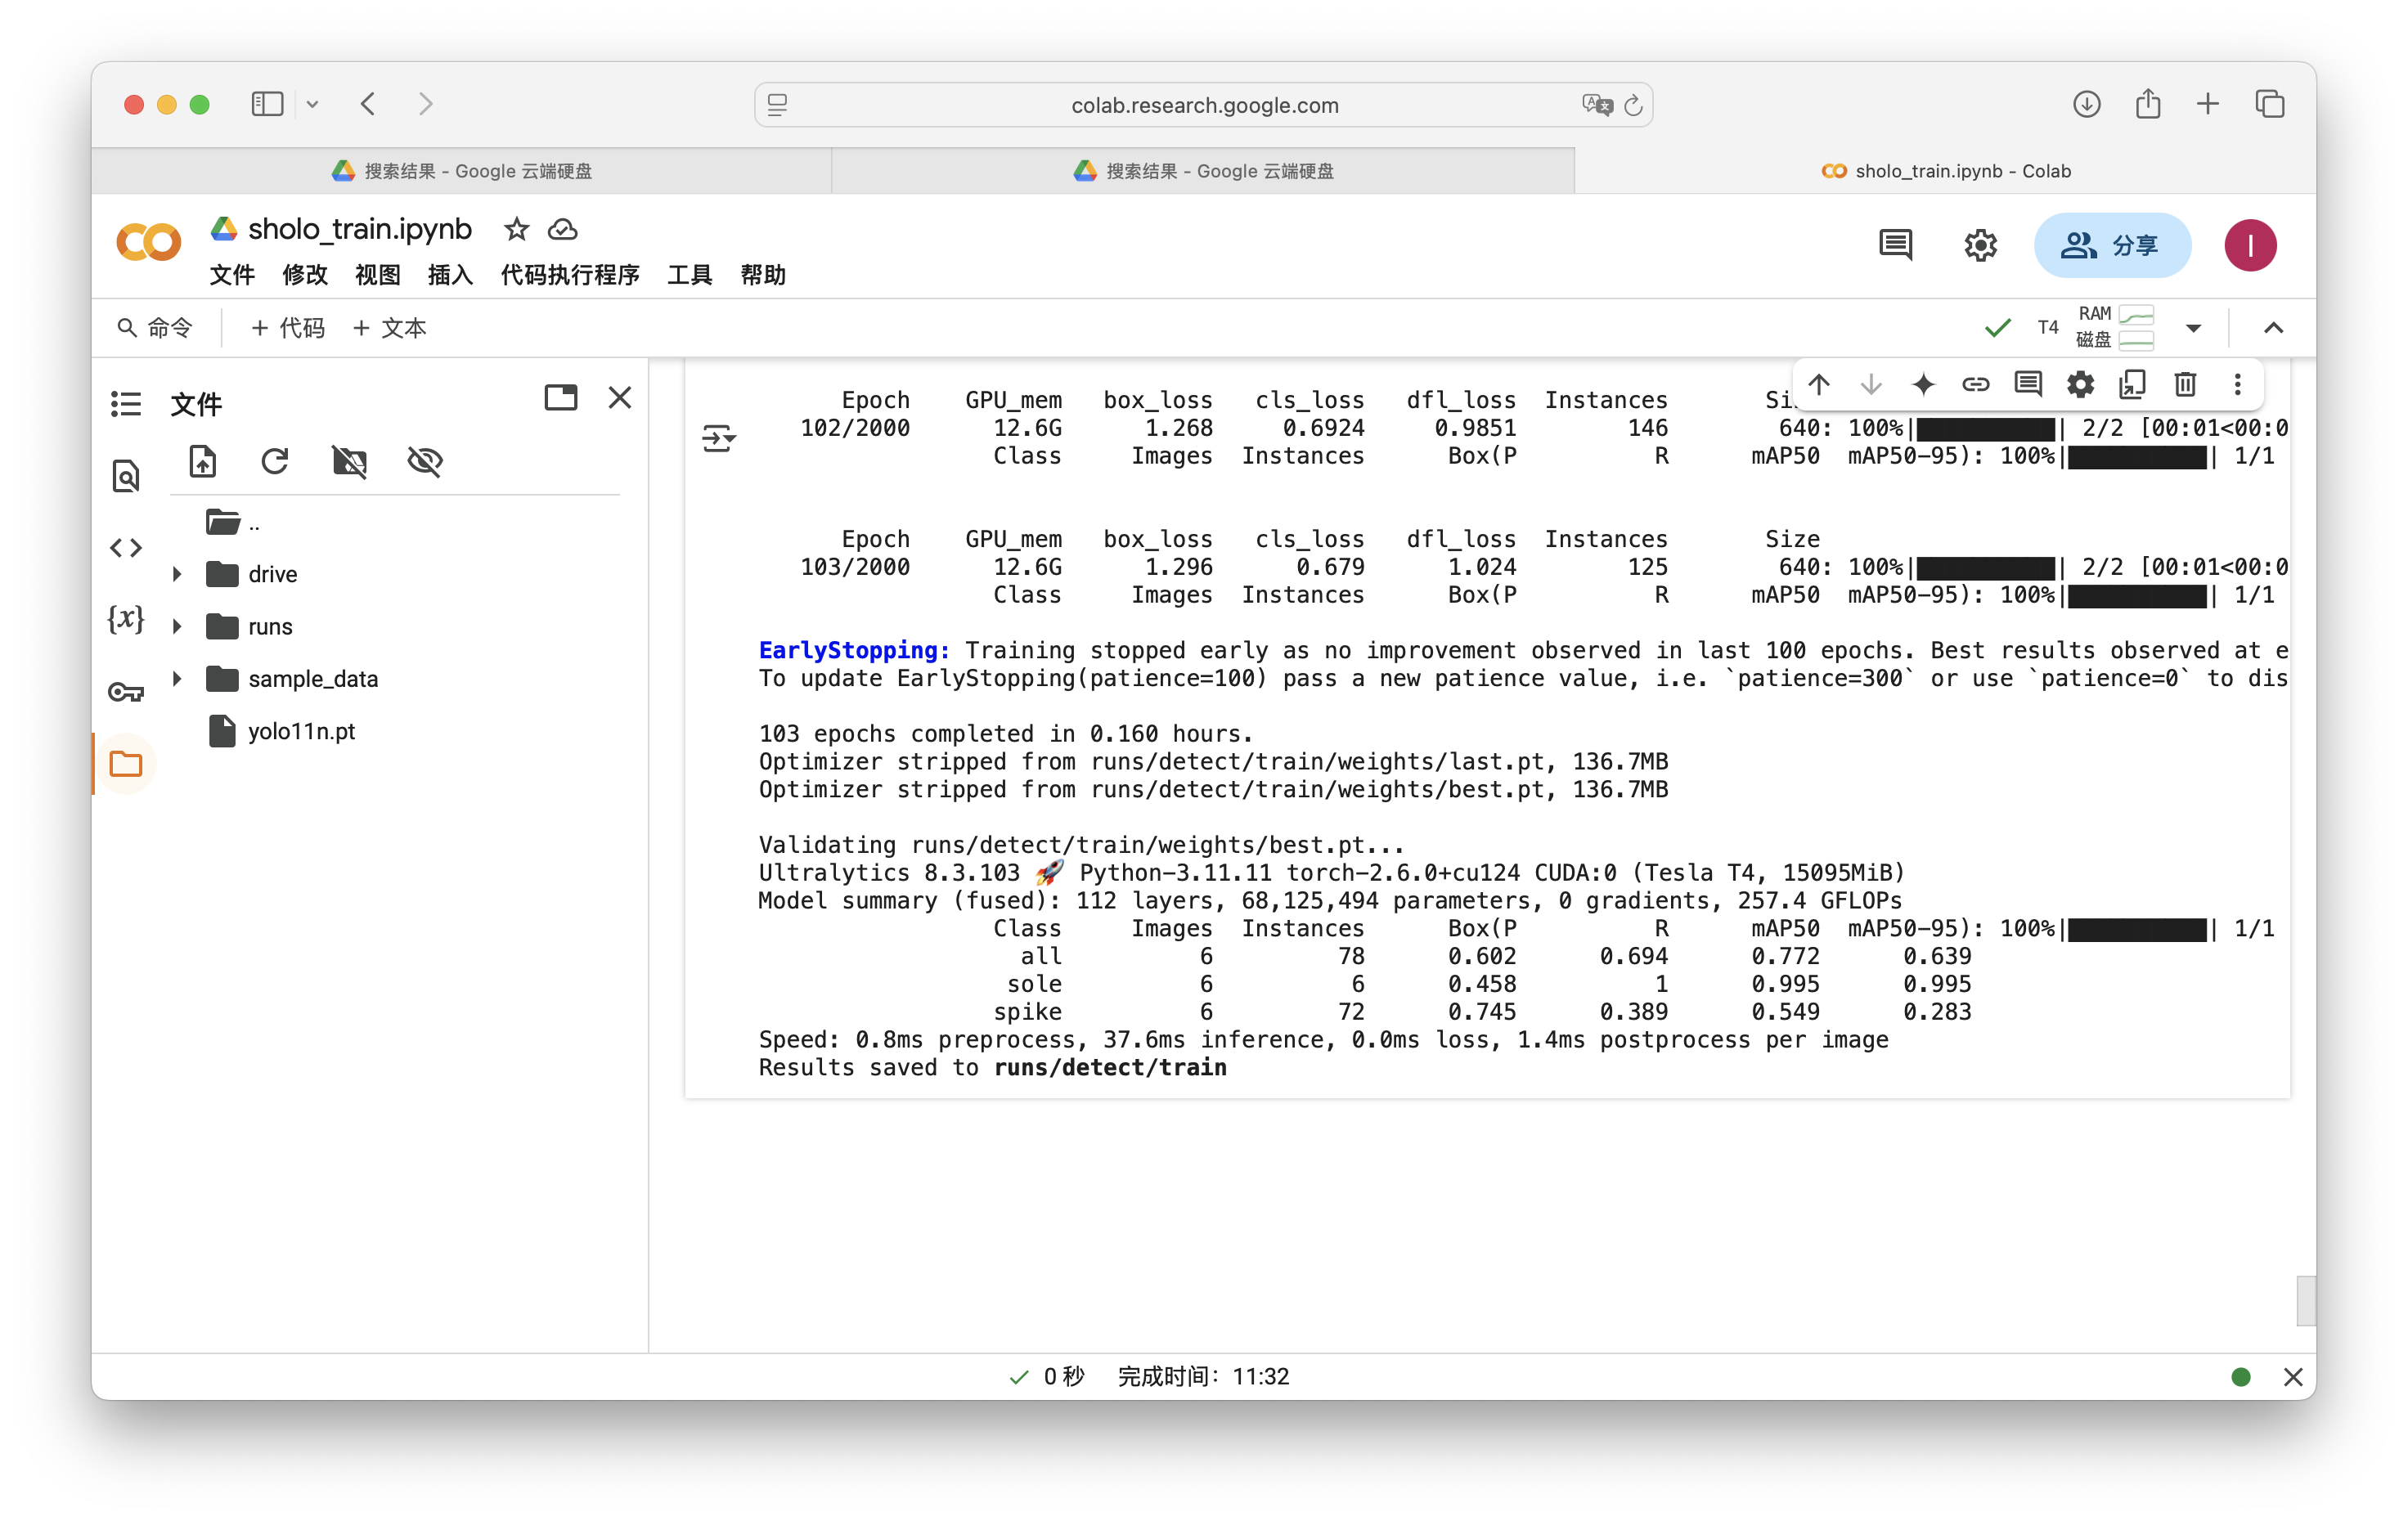 colab.research.google.com
搜索结果 - Google 云端硬盘
搜索结果 - Google 云端硬盘
sholo_train.ipynb - Colab
sholo_train.ipynb
分享
I
文件 修改 视图 插入 代码执行程序 工具 帮助
命令 + 代码 + 文本
T4 RAM
磁盘
文件
..
drive
runs
sample_data
yolo11n.pt
Epoch GPU_mem box_loss cls_loss dfl_loss Instances
102/2000 12.6G 1.268 0.6924 0.9851 146 640: 100%| | 2/2 [00:01<00:0
Class Images Instances Box(P R mAP50 mAP50-95): 100%| | 1/1
Epoch GPU_mem box_loss cls_loss dfl_loss Instances Size
103/2000 12.6G 1.296 0.679 1.024 125 640: 100%| | 2/2 [00:01<00:0
Class Images Instances Box(P R mAP50 mAP50-95): 100%| | 1/1
EarlyStopping: Training stopped early as no improvement observed in last 100 epochs. Best results observed at e
To update EarlyStopping(patience=100) pass a new patience value, i.e. `patience=300` or use `patience=0` to dis
103 epochs completed in 0.160 hours.
Optimizer stripped from runs/detect/train/weights/last.pt, 136.7MB
Optimizer stripped from runs/detect/train/weights/best.pt, 136.7MB
Validating runs/detect/train/weights/best.pt...
Ultralytics 8.3.103 🚀 Python-3.11.11 torch-2.6.0+cu124 CUDA:0 (Tesla T4, 15095MiB)
Model summary (fused): 112 layers, 68,125,494 parameters, 0 gradients, 257.4 GFLOPs
Class Images Instances Box(P R mAP50 mAP50-95): 100%| | 1/1
all 6 78 0.602 0.694 0.772 0.639
sole 6 6 0.458 1 0.995 0.995
spike 6 72 0.745 0.389 0.549 0.283
Speed: 0.8ms preprocess, 37.6ms inference, 0.0ms loss, 1.4ms postprocess per image
Results saved to runs/detect/train
0 秒 完成时间：11:32